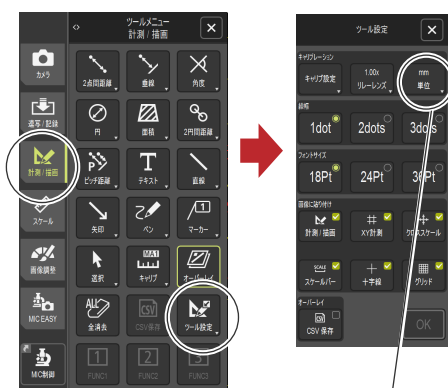 ツールメニュー
計測 / 描画
カメラ
計測 / 描画
スケール
画像調整
MIC EASY
MIC制御
2点間距離
垂線
角度
円
面積
2円間距離
ピッチ距離
テキスト
直線
矢印
ペン
マーカー
選択
キャリブ
オーバーレイ
ALL
全消去
CSV
CSV保存
ツール設定
1
FUNC1
2
FUNC2
FUNC3
ツール設定
キャリブレーション
キャリブ設定
1.00x
リレーレンズ
mm
単位
線幅
1dot
2dots
3dots
フォントサイズ
18Pt
24Pt
36Pt
画像に貼り付け
計測 / 描画
XY計測
クロススケール
SCALE
スケールバー
十字線
グリッド
オーバーレイ
CSV
CSV 保存
OK